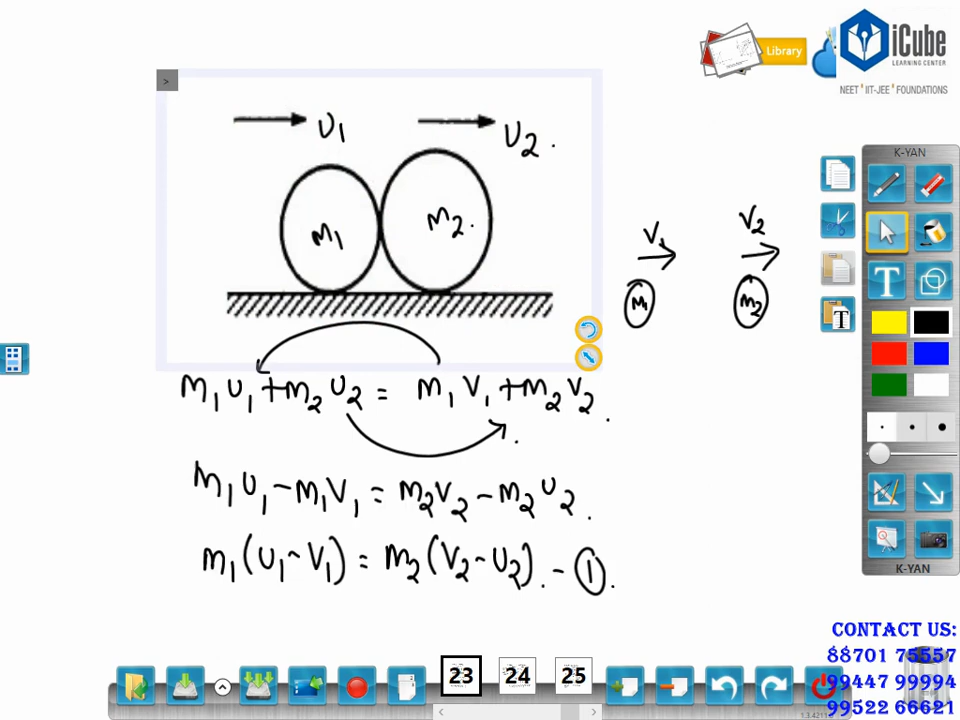 Library
iCube
LEARNING CENTER
NEET ' IIT-JEE ' FOUNDATIONS
K-YAN
>
U1
U2.
m1
m2.
V1
V2
m1
m2
T
T
m1U1+m2U2 = m1V1+m2V2.
m1U1-m1V1 = m2V2-m2U2.
m1(U1-V1) = m2(V2-U2). - ①.
K-YAN
CONTACT US:
88701 75557
99447 99994
99522 66621
23
24
25